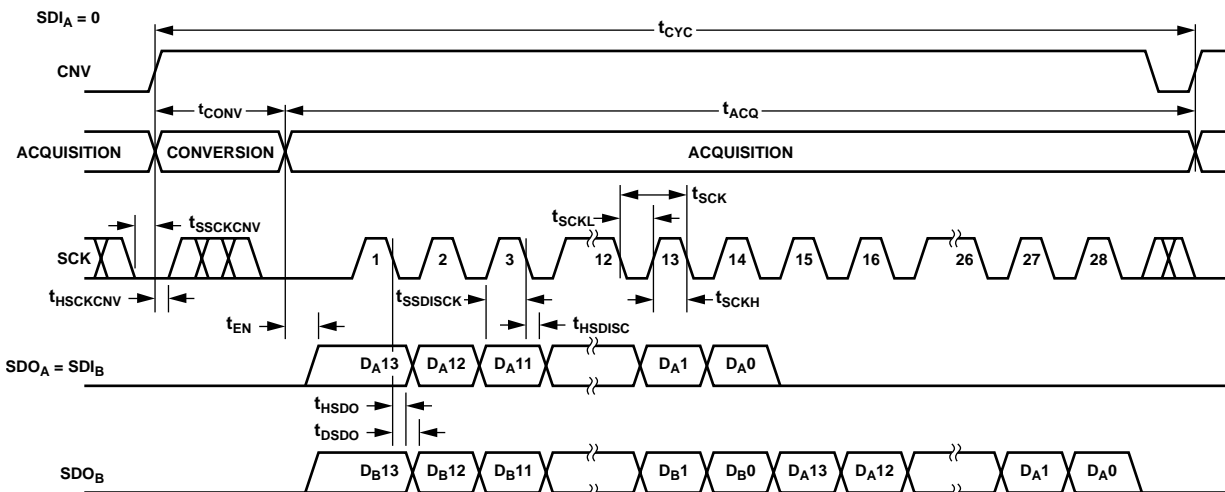 SDIA = 0
tCYC
CNV
tCONV
tACQ
ACQUISITION
CONVERSION
ACQUISITION
tSCK
tSSCKCNV
tSCKL
SCK
1
2
3
12
13
14
15
16
26
27
28
tHSCKCNV
tSSDISCK
tSCKH
tEN
tHSDISC
SDOA = SDIB
DA13
DA12
DA11
DA1
DA0
tHSDO
tDSDO
SDOB
DB13
DB12
DB11
DB1
DB0
DA13
DA12
DA1
DA0